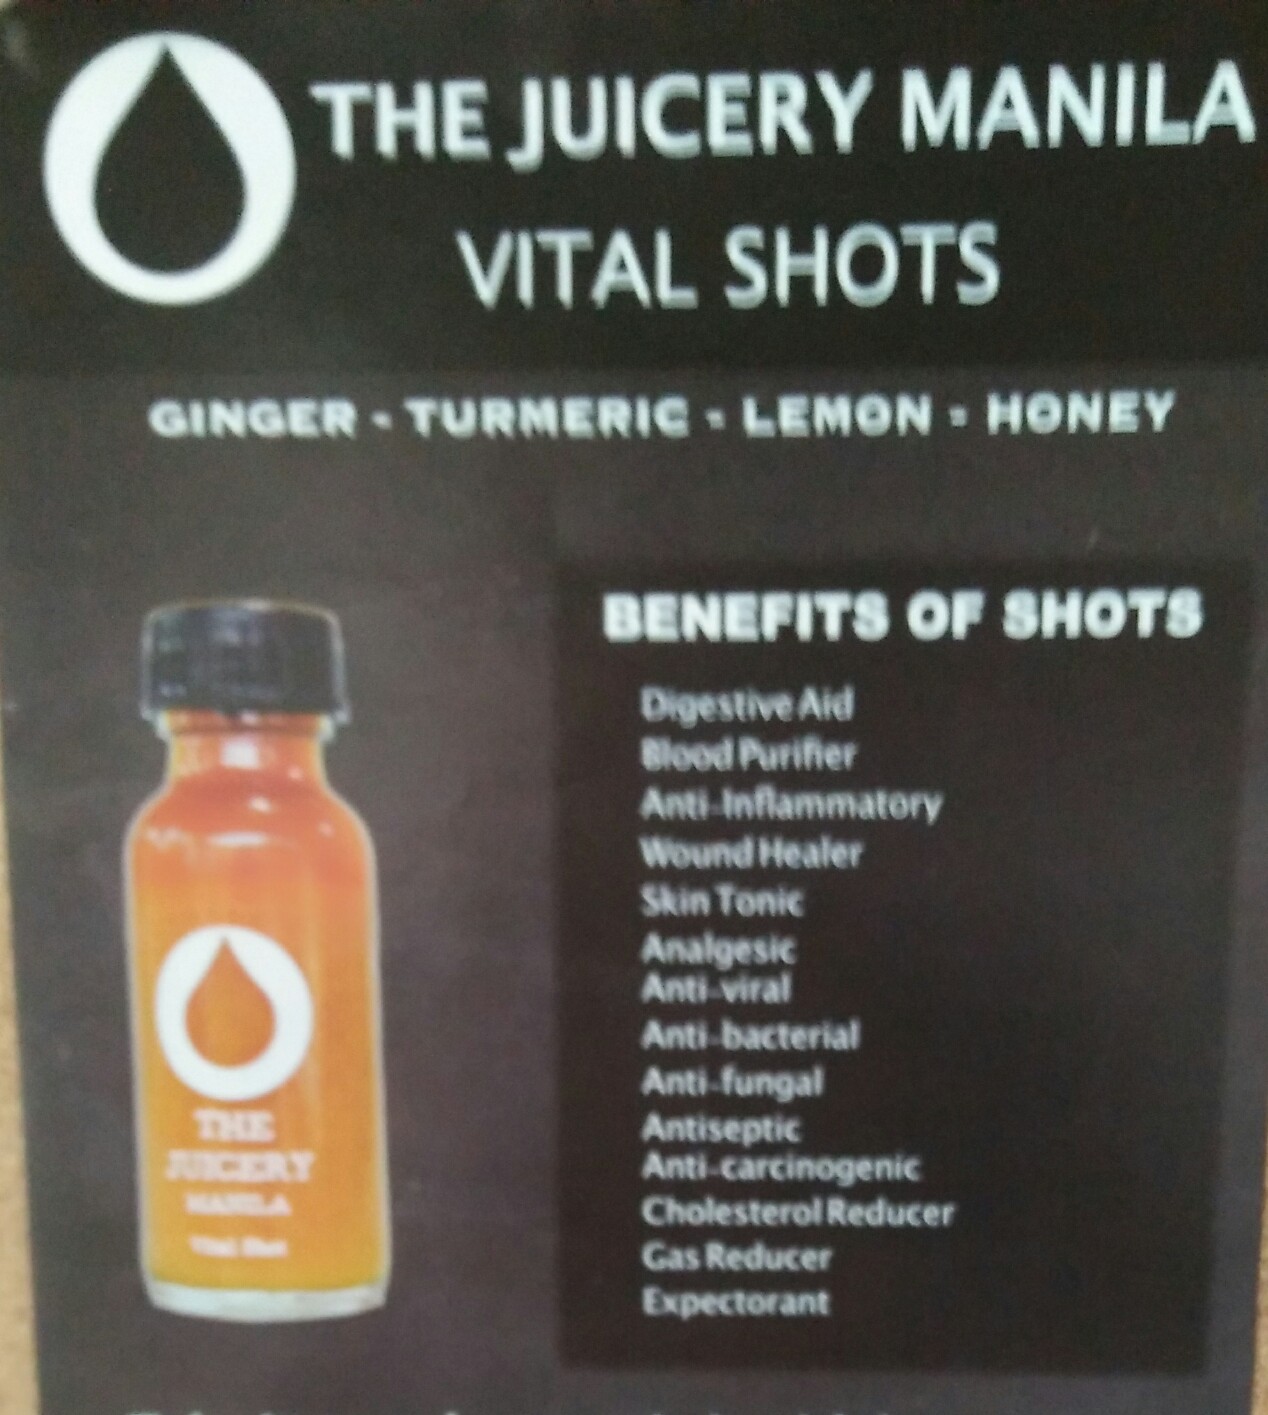 THE JUICERY MANILA
VITAL SHOTS
GINGER - TURMERIC - LEMON - HONEY
BENEFITS OF SHOTS
Digestive Aid
Blood Purifier
Anti-Inflammatory
Wound Healer
Skin Tonic
Analgesic
Anti-viral
Anti-bacterial
Anti-fungal
Antiseptic
Anti-carcinogenic
Cholesterol Reducer
Gas Reducer
Expectorant
THE
JUICERY
MANILA
Vital Shot